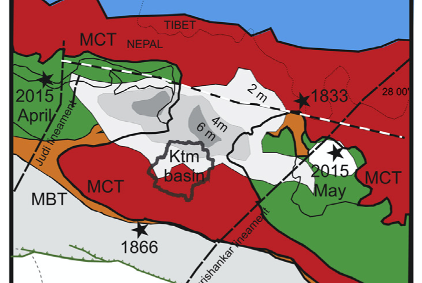 TIBET
MCT
NEPAL
2 m
28 00'
2015
April
1833
4m
6 m
Judi lineament
Ktm
basin
2015
May
MCT
MCT
MBT
1866
rishankar lineament